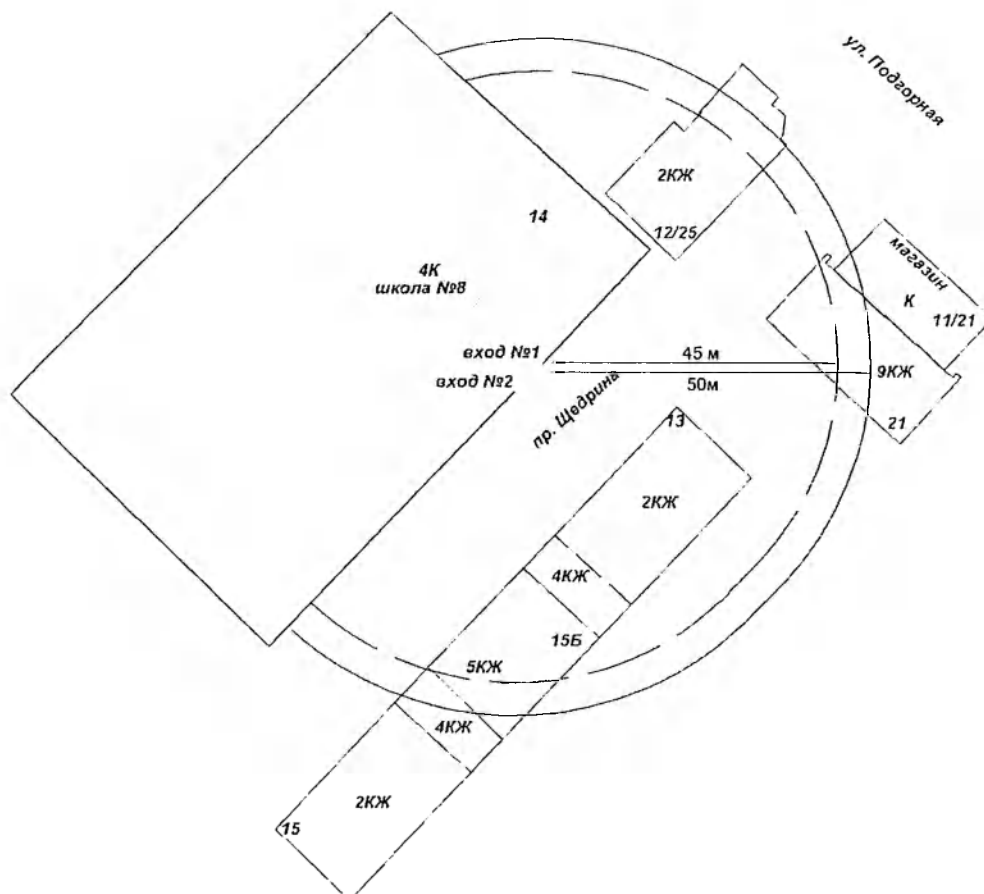 ул. Подгорная
2КЖ
12/25
14
4К
школа №8
магазин
К
11/21
вход №1
45 м
вход №2
50м
9КЖ
21
пр. Щедрина
13
2КЖ
4КЖ
15Б
5КЖ
4КЖ
2КЖ
15